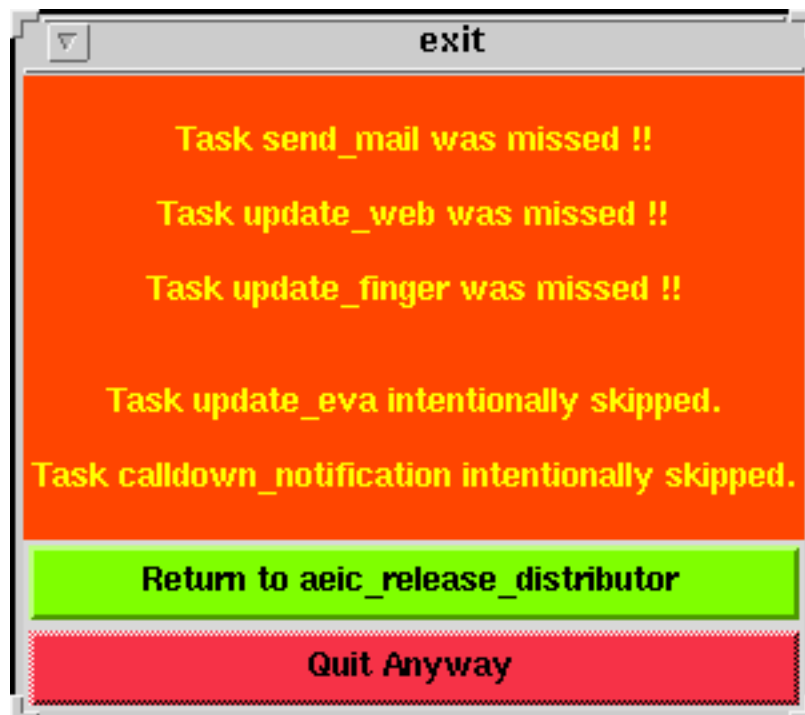 exit
Task send_mail was missed !!
Task update_web was missed !!
Task update_finger was missed !!
Task update_eva intentionally skipped.
Task calldown_notification intentionally skipped.
Return to aeic_release_distributor
Quit Anyway